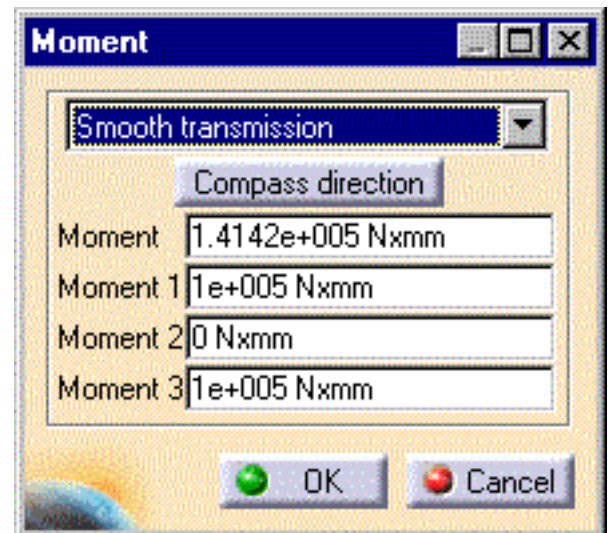 Moment
Smooth transmission
Compass direction
Moment 1.4142e+005 Nxmm
Moment 1 1e+005 Nxmm
Moment 2 0 Nxmm
Moment 3 1e+005 Nxmm
OK Cancel